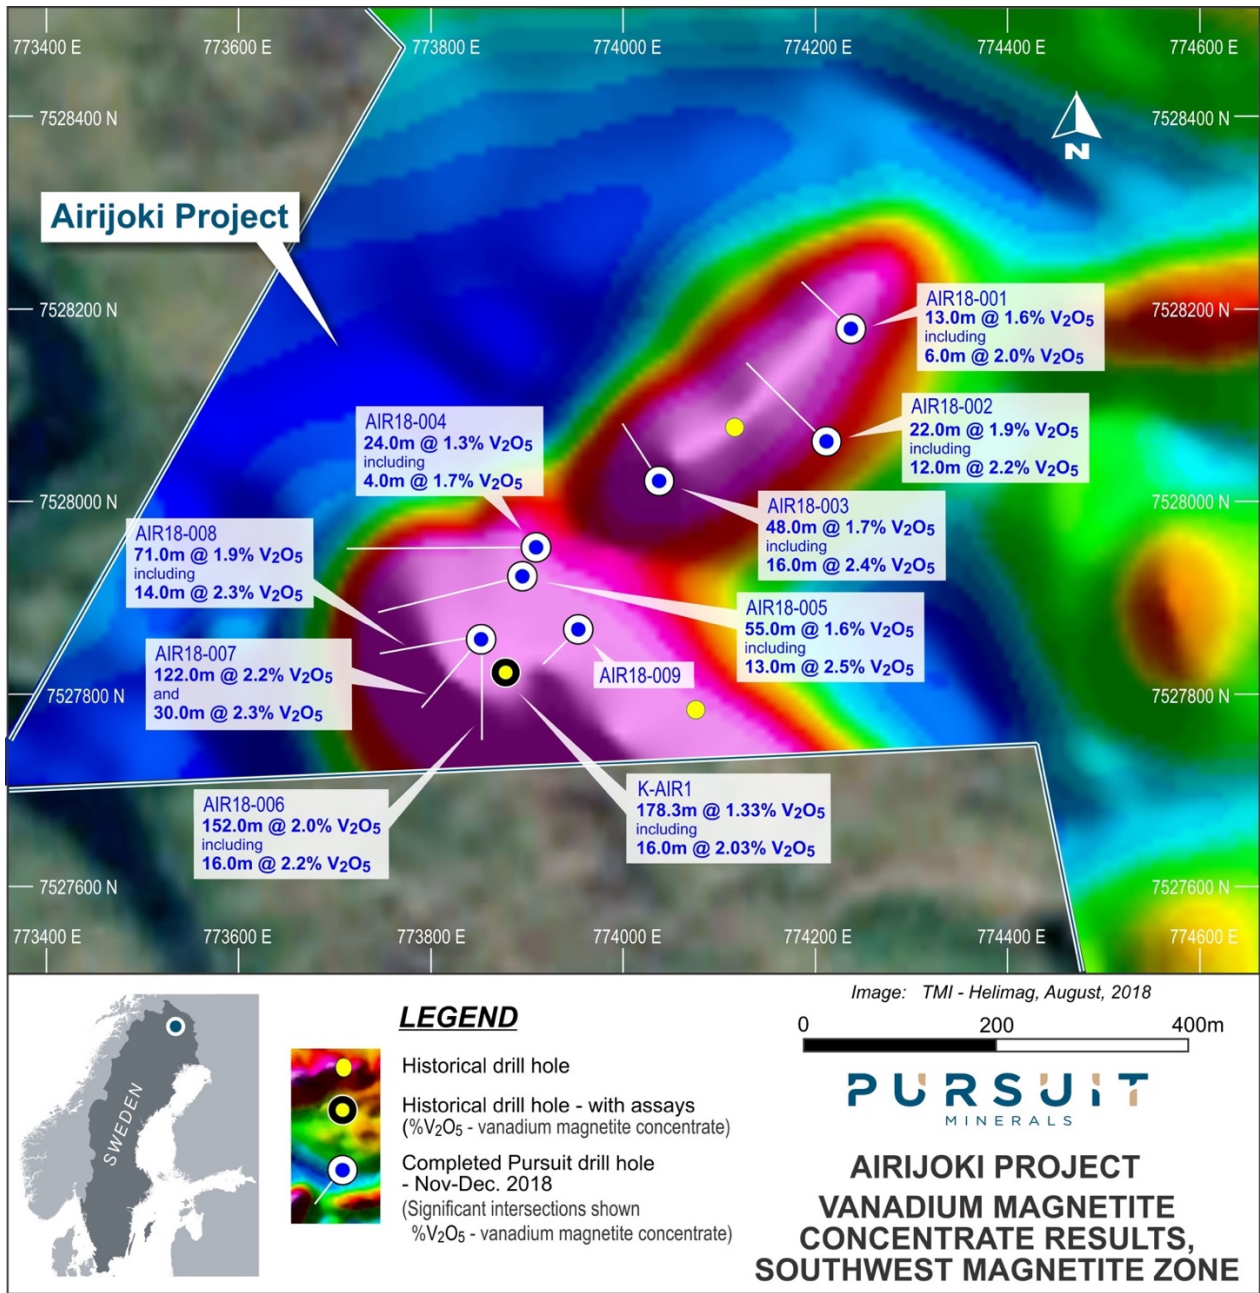 773400 E
773600 E
773800 E
774000 E
774200 E
774400 E
774600 E
7528400 N
7528400 N
N
Airijoki Project
7528200 N
7528200 N
AIR18-001
13.0m @ 1.6% V₂O₅
including
6.0m @ 2.0% V₂O₅
AIR18-002
22.0m @ 1.9% V₂O₅
including
12.0m @ 2.2% V₂O₅
AIR18-004
24.0m @ 1.3% V₂O₅
including
4.0m @ 1.7% V₂O₅
7528000 N
7528000 N
AIR18-003
48.0m @ 1.7% V₂O₅
including
16.0m @ 2.4% V₂O₅
AIR18-008
71.0m @ 1.9% V₂O₅
including
14.0m @ 2.3% V₂O₅
AIR18-005
55.0m @ 1.6% V₂O₅
including
13.0m @ 2.5% V₂O₅
AIR18-007
122.0m @ 2.2% V₂O₅
and
30.0m @ 2.3% V₂O₅
AIR18-009
7527800 N
7527800 N
AIR18-006
152.0m @ 2.0% V₂O₅
including
16.0m @ 2.2% V₂O₅
K-AIR1
178.3m @ 1.33% V₂O₅
including
16.0m @ 2.03% V₂O₅
7527600 N
7527600 N
773400 E
773600 E
773800 E
774000 E
774200 E
774400 E
774600 E
SWEDEN
LEGEND
Historical drill hole
Historical drill hole - with assays
(%V₂O₅ - vanadium magnetite concentrate)
Completed Pursuit drill hole
- Nov-Dec. 2018
(Significant intersections shown
%V₂O₅ - vanadium magnetite concentrate)
Image: TMI - Helimag, August, 2018
0 200 400m
PURSUIT
MINERALS
AIRIJOKI PROJECT
VANADIUM MAGNETITE
CONCENTRATE RESULTS,
SOUTHWEST MAGNETITE ZONE